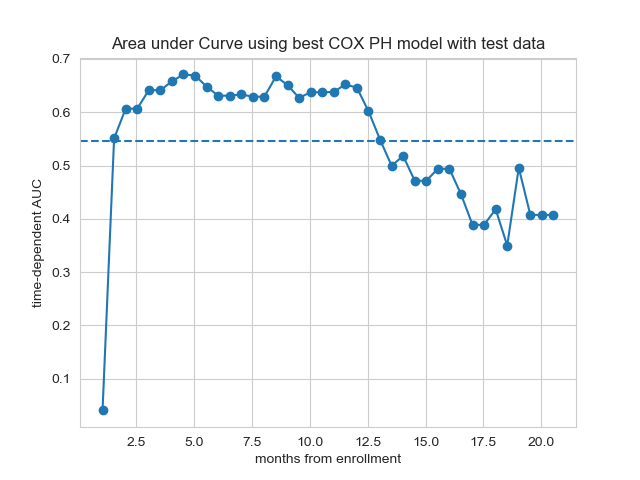 Area under Curve using best COX PH model with test data
time-dependent AUC
0.7
0.6
0.5
0.4
0.3
0.2
0.1
2.5 5.0 7.5 10.0 12.5 15.0 17.5 20.0
months from enrollment